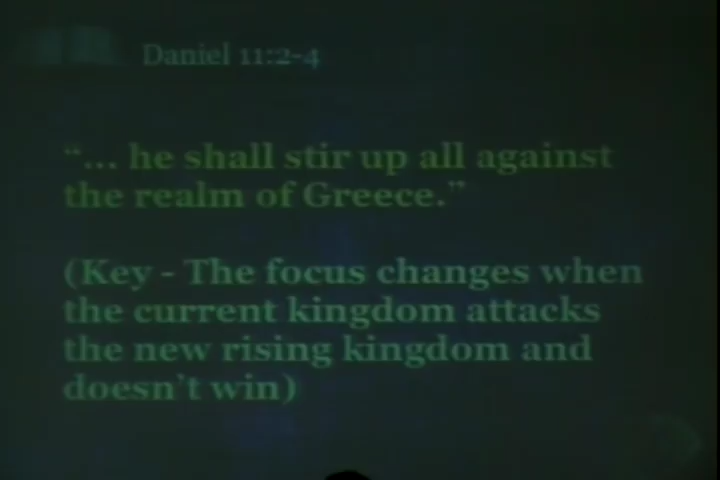 Daniel 11:2-4
“... he shall stir up all against
the realm of Greece.”
(Key - The focus changes when
the current kingdom attacks
the new rising kingdom and
doesn’t win)